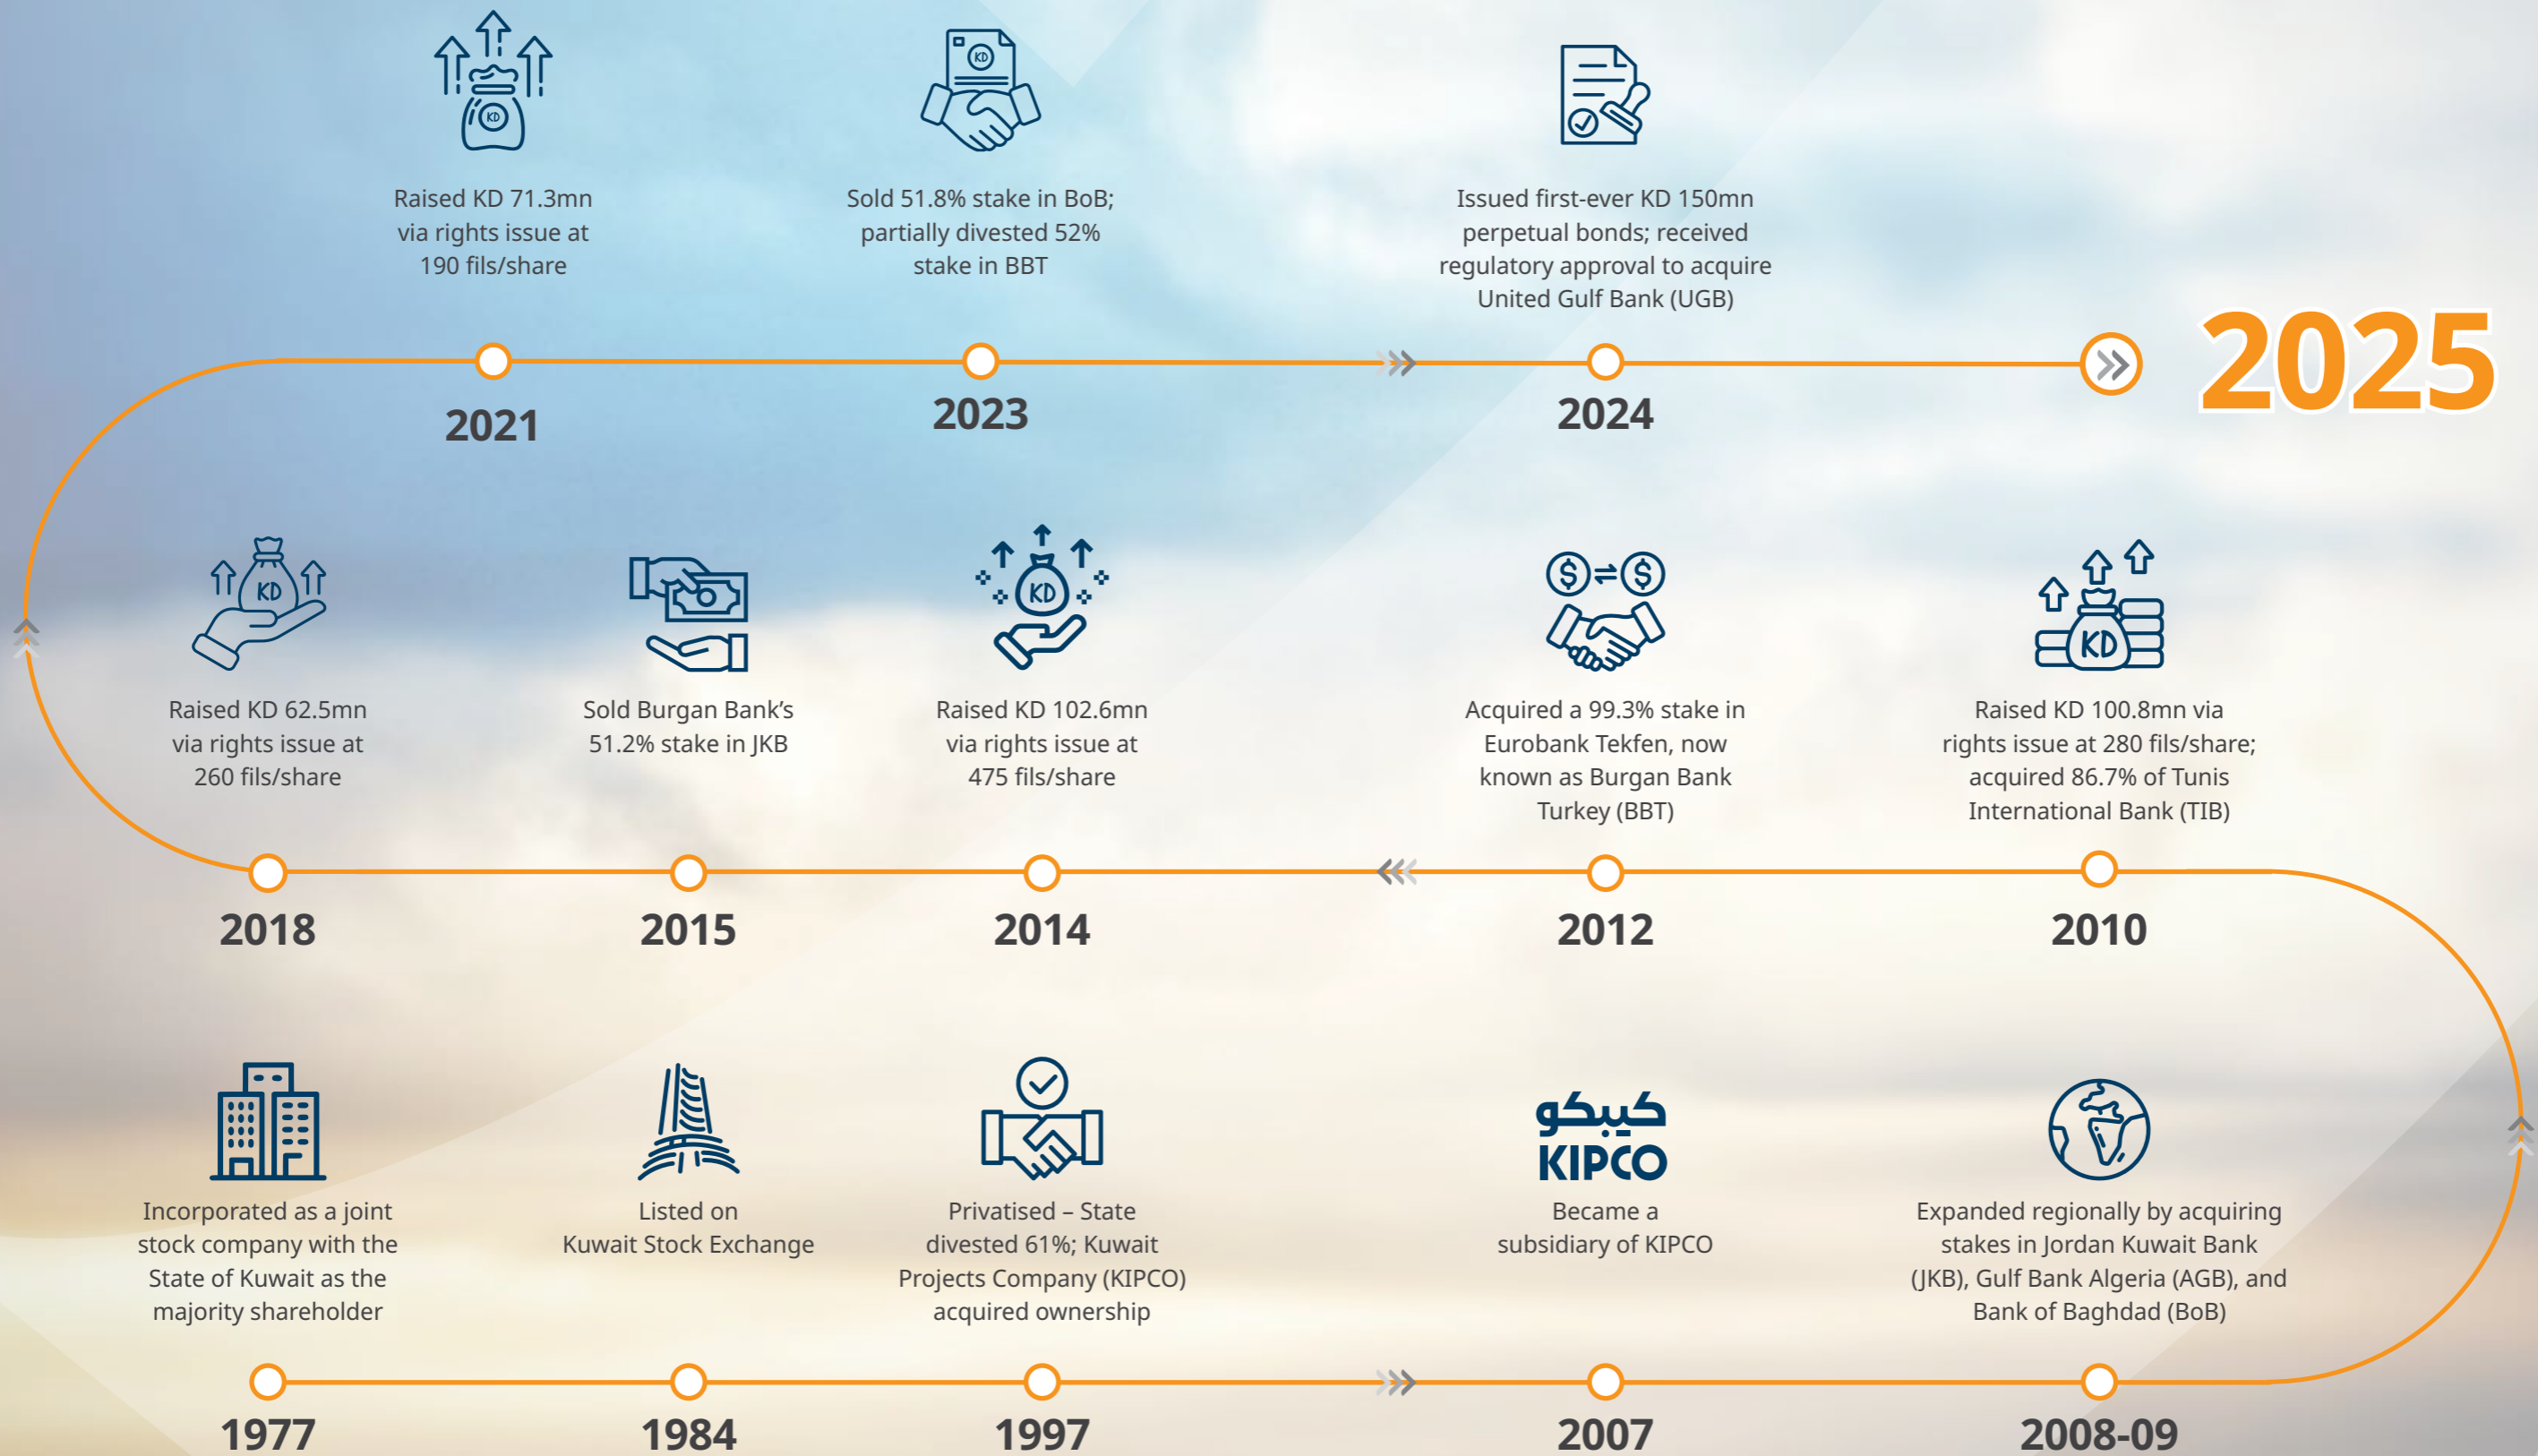 KD
Raised KD 71.3mn
via rights issue at
190 fils/share
2021
KD
Sold 51.8% stake in BoB;
partially divested 52%
stake in BBT
2023
Issued first-ever KD 150mn
perpetual bonds; received
regulatory approval to acquire
United Gulf Bank (UGB)
2024
2025
KD
Raised KD 62.5mn
via rights issue at
260 fils/share
2018
Sold Burgan Bank’s
51.2% stake in JKB
2015
KD
Raised KD 102.6mn
via rights issue at
475 fils/share
2014
$ $
Acquired a 99.3% stake in
Eurobank Tekfen, now
known as Burgan Bank
Turkey (BBT)
2012
KD
Raised KD 100.8mn via
rights issue at 280 fils/share;
acquired 86.7% of Tunis
International Bank (TIB)
2010
Incorporated as a joint
stock company with the
State of Kuwait as the
majority shareholder
1977
Listed on
Kuwait Stock Exchange
1984
Privatised – State
divested 61%; Kuwait
Projects Company (KIPCO)
acquired ownership
1997
كيبكو
KIPCO
Became a
subsidiary of KIPCO
2007
Expanded regionally by acquiring
stakes in Jordan Kuwait Bank
(JKB), Gulf Bank Algeria (AGB), and
Bank of Baghdad (BoB)
2008-09